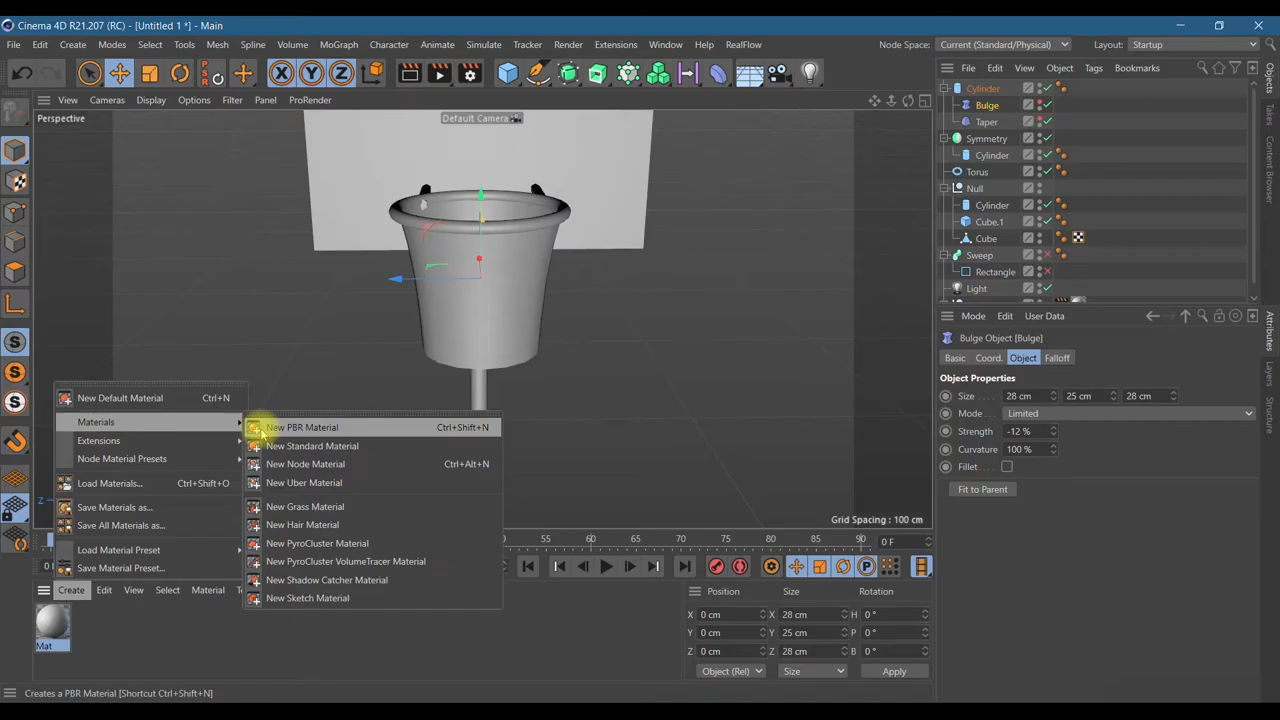 Cinema 4D R21.207 (RC) - [Untitled 1 *] - Main
File Edit Create Modes Select Tools Mesh Spline Volume MoGraph Character Animate Simulate Tracker Render Extensions Window Help RealFlow Node Space: Current (Standard/Physical) Layout: Startup
PSR X Y Z
File Edit View Object Tags Bookmarks
View Cameras Display Options Filter Panel ProRender
Perspective
Default Camera
Cylinder
Bulge
Taper
Symmetry
Cylinder
Torus
Null
Cylinder
Cube.1
Cube
Sweep
Rectangle
Light
Objects
Takes
Content Browser
Mode Edit User Data
Bulge Object [Bulge]
Basic Coord. Object Falloff
Object Properties
Size . . . . 28 cm 25 cm 28 cm
Mode . . . Limited
Strength . -12 %
Curvature 100 %
Fillet . . . .
Fit to Parent
Attributes
Layers
Structure
New Default Material Ctrl+N
Materials
Extensions
Node Material Presets
Load Materials... Ctrl+Shift+O
Save Materials as...
Save All Materials as...
Load Material Preset
Save Material Preset...
New PBR Material Ctrl+Shift+N
New Standard Material
New Node Material Ctrl+Alt+N
New Uber Material
New Grass Material
New Hair Material
New PyroCluster Material
New PyroCluster VolumeTracer Material
New Shadow Catcher Material
New Sketch Material
Z
Grid Spacing : 100 cm
60 65 70 75 80 85 90 0 F
Create Edit View Select Material
Mat
Position Size Rotation
X 0 cm X 28 cm H 0 °
Y 0 cm Y 25 cm P 0 °
Z 0 cm Z 28 cm B 0 °
Object (Rel) Size Apply
Creates a PBR Material [Shortcut Ctrl+Shift+N]